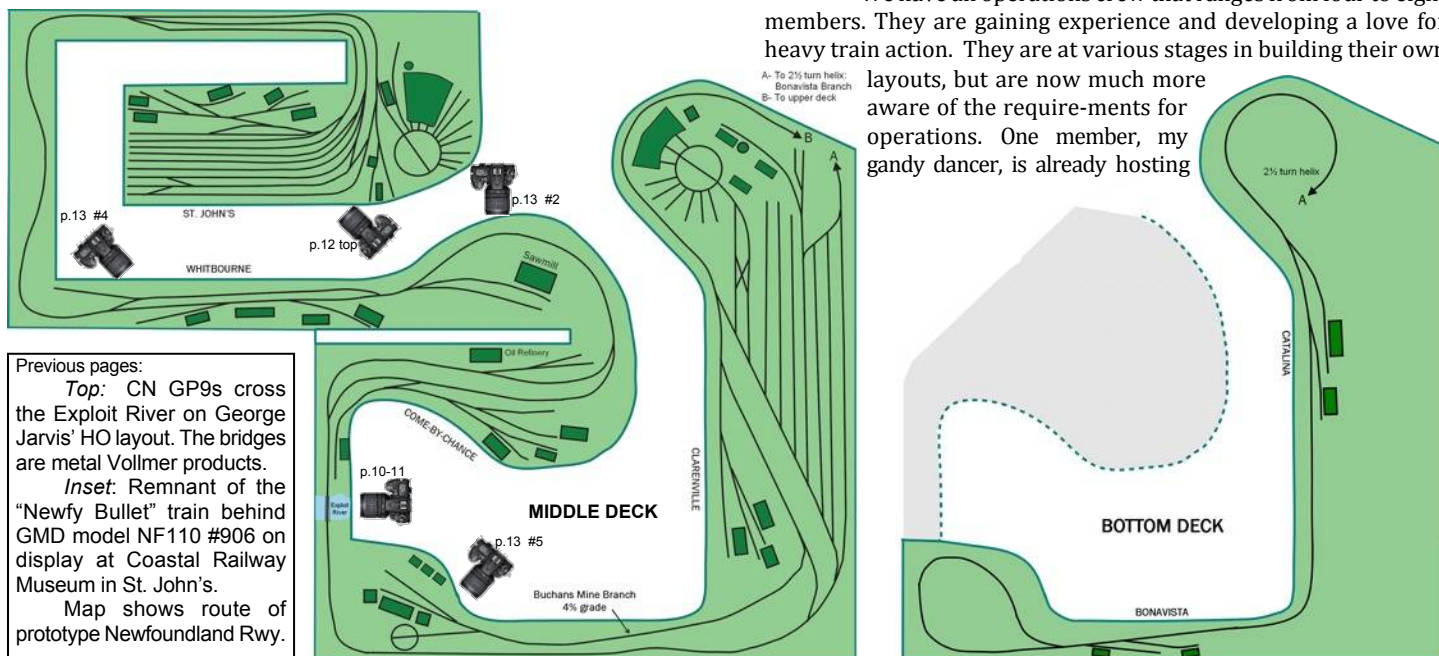 members. They are gaining experience and developing a love for
heavy train action. They are at various stages in building their own
layouts, but are now much more
aware of the require-ments for
operations. One member, my
gandy dancer, is already hosting
A- To 2½ turn helix:
Bonavista Branch
B- To upper deck
B
A
ST. JOHN'S
p.13 #4
p.12 top
p.13 #2
WHITBOURNE
Sawmill
Oil Refinery
COME-BY-CHANCE
p.10-11
Exploit
River
MIDDLE DECK
p.13 #5
CLARENVILLE
Buchans Mine Branch
4% grade
2½ turn helix
A
CATALINA
BOTTOM DECK
BONAVISTA
Previous pages:
Top: CN GP9s cross
the Exploit River on George
Jarvis' HO layout. The bridges
are metal Vollmer products.
Inset: Remnant of the
"Newfy Bullet" train behind
GMD model NF110 #906 on
display at Coastal Railway
Museum in St. John's.
Map shows route of
prototype Newfoundland Rwy.